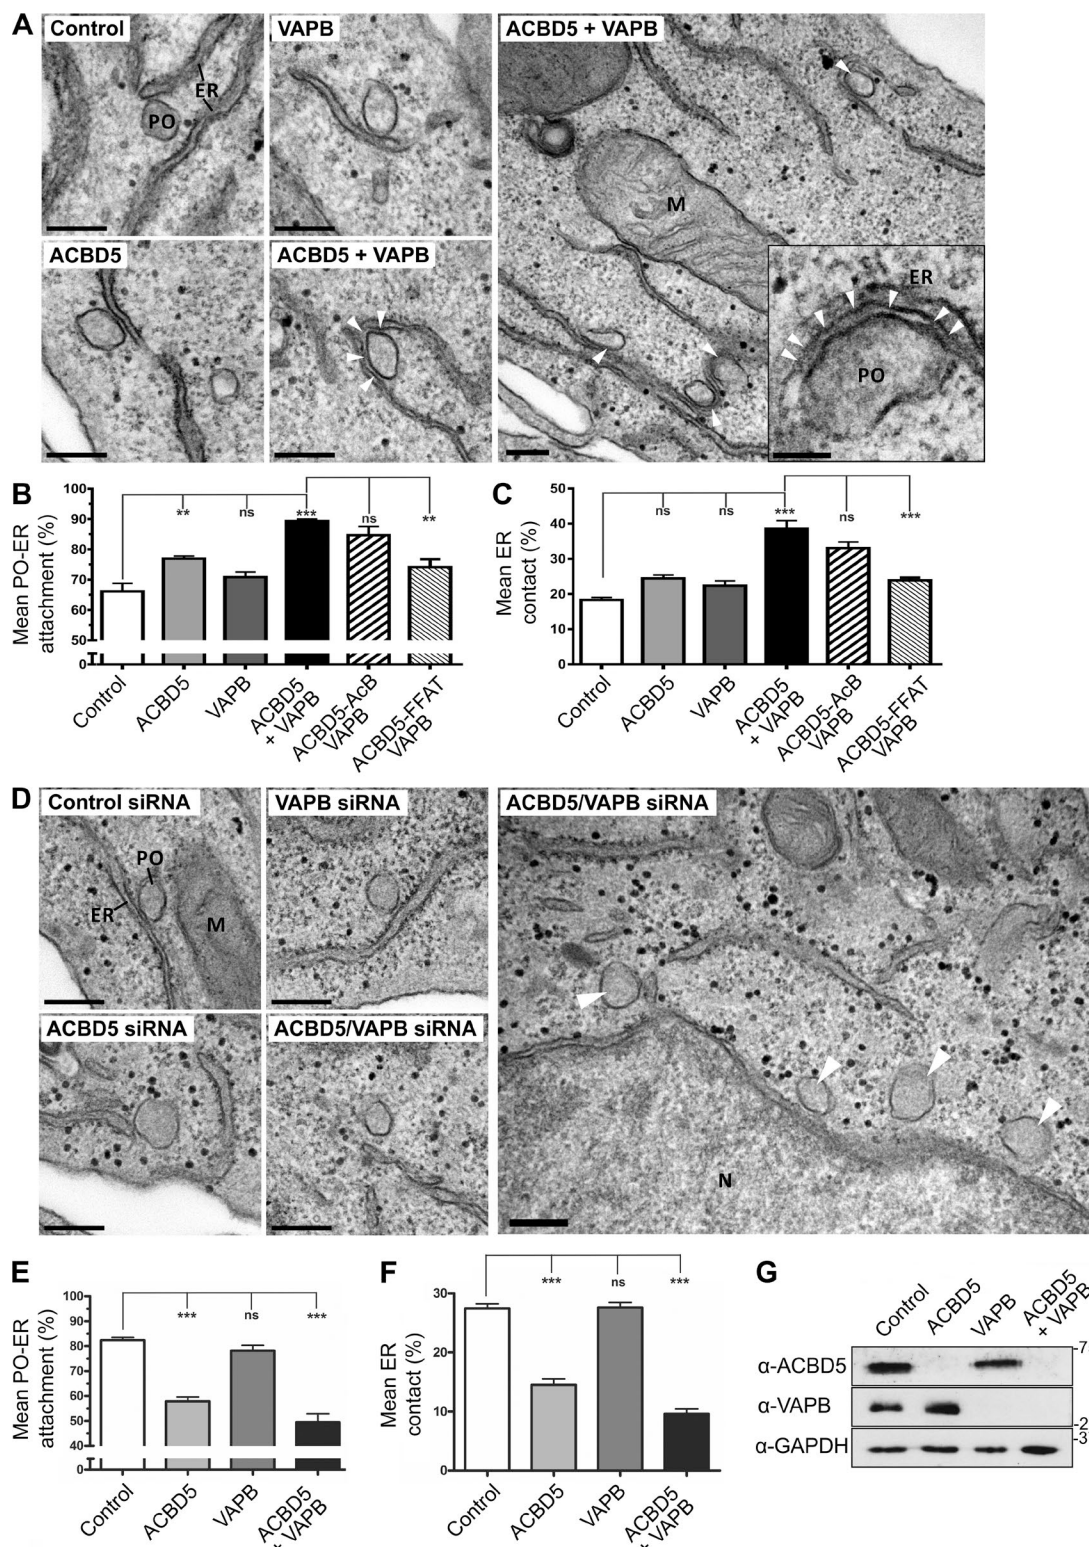 A
Control
ER
PO
VAPB
ACBD5 + VAPB
M
ER
PO
ACBD5
ACBD5 + VAPB
B
Mean PO-ER
attachment (%)
100
90
80
70
60
50
0
**
ns
***
ns
**
Control
ACBD5
VAPB
ACBD5
+ VAPB
ACBD5-AcB
VAPB
ACBD5-FFAT
VAPB
C
Mean ER
contact (%)
50
40
30
20
10
0
ns
ns
***
ns
***
Control
ACBD5
VAPB
ACBD5
+ VAPB
ACBD5-AcB
VAPB
ACBD5-FFAT
VAPB
D
Control siRNA
PO
ER
M
VAPB siRNA
ACBD5/VAPB siRNA
N
ACBD5 siRNA
ACBD5/VAPB siRNA
E
Mean PO-ER
attachment (%)
100
90
80
70
60
50
40
0
***
ns
***
Control
ACBD5
VAPB
ACBD5
+ VAPB
F
Mean ER
contact (%)
30
20
10
0
***
ns
***
Control
ACBD5
VAPB
ACBD5
+ VAPB
G
Control
ACBD5
VAPB
ACBD5
+ VAPB
α-ACBD5
-7
α-VAPB
-2
α-GAPDH
-3